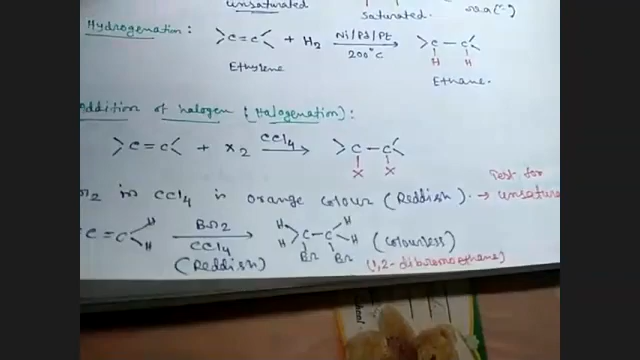 unsaturated
Saturated.
Hydrogenation :
>C=C< + H2 Ni/Pd/Pt 200°C >C-C<
H H
Ethylene
Ethane.
Addition of halogen (Halogenation) :
>C=C< + X2 CCl4 >C-C<
X X
Br2 in CCl4 is orange colour (Reddish). → Test for unsature
C=C H H Br2 CCl4 H H C-C H H (Colourless)
Br Br
(Reddish)
(1,2-dibromoethane)